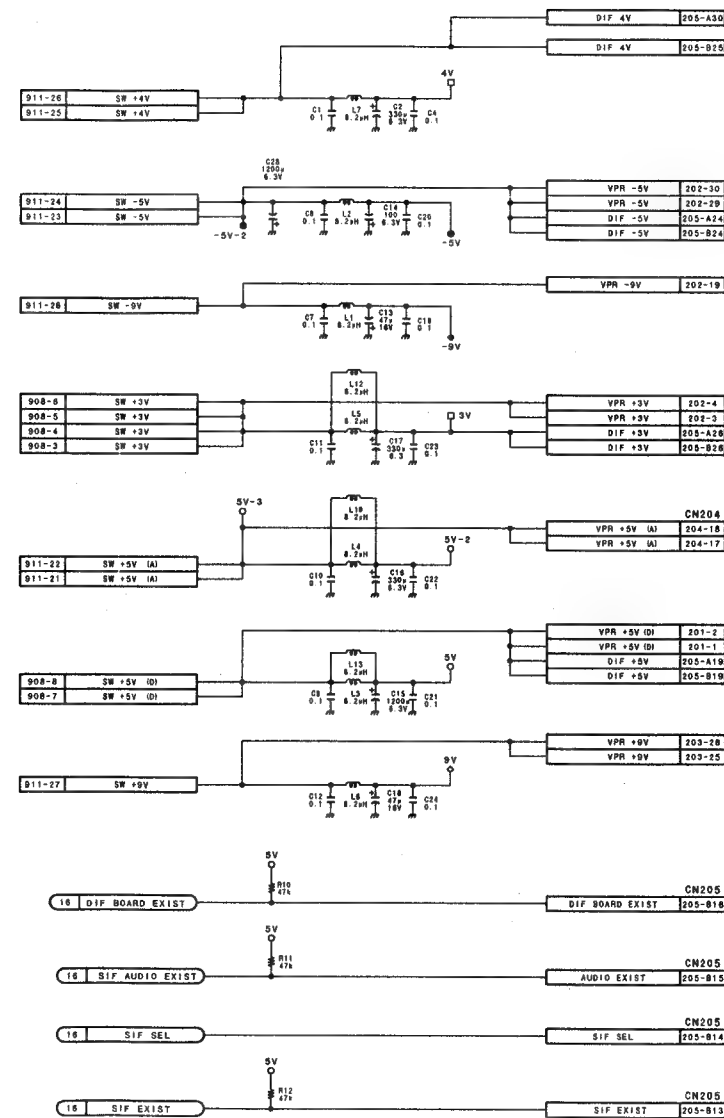 DIF 4V 205-A30
DIF 4V 205-B25
4V
911-26 SW +4V
911-25 SW +4V
C1 0.1
L7 8.2μH
C2 330μ 6.3V
C4 0.1
C28 1200μ 6.3V
911-24 SW -5V
911-23 SW -5V
-5V-2
C8 0.1
L2 8.2μH
C14 100 6.3V
C20 0.1
-5V
VPR -5V 202-30
VPR -5V 202-29
DIF -5V 205-A24
DIF -5V 205-B24
VPR -9V 202-19
911-28 SW -9V
C7 0.1
L1 8.2μH
C13 47μ 16V
0.1
-9V
L12 8.2μH
908-6 SW +3V
908-5 SW +3V
908-4 SW +3V
908-3 SW +3V
L5 8.2μH
C11 0.1
C17 330μ 6.3
C23 0.1
3V
VPR +3V 202-4
VPR +3V 202-3
DIF +3V 205-A26
DIF +3V 205-B26
5V-3
L10 8.2μH
CN204
VPR +5V (A) 204-18
VPR +5V (A) 204-17
911-22 SW +5V (A)
911-21 SW +5V (A)
L4 8.2μH
C10 0.1
C16 330μ 6.3V
C22 0.1
5V-2
VPR +5V (D) 201-2
VPR +5V (D) 201-1
DIF +5V 205-A19
DIF +5V 205-B19
908-8 SW +5V (D)
908-7 SW +5V (D)
L13 8.2μH
C9 0.1
L3 8.2μH
C15 1200μ 6.3V
C21 0.1
5V
VPR +9V 203-26
VPR +9V 203-25
911-27 SW +9V
C12 0.1
L6 8.2μH
47μ 16V
C24 0.1
9V
5V
R10 47k
16 DIF BOARD EXIST
CN205
DIF BOARD EXIST 205-B16
5V
R11 47k
16 SIF AUDIO EXIST
CN205
AUDIO EXIST 205-B15
16 SIF SEL
CN205
SIF SEL 205-B14
5V
R12 47k
16 SIF EXIST
CN205
SIF EXIST 205-B13